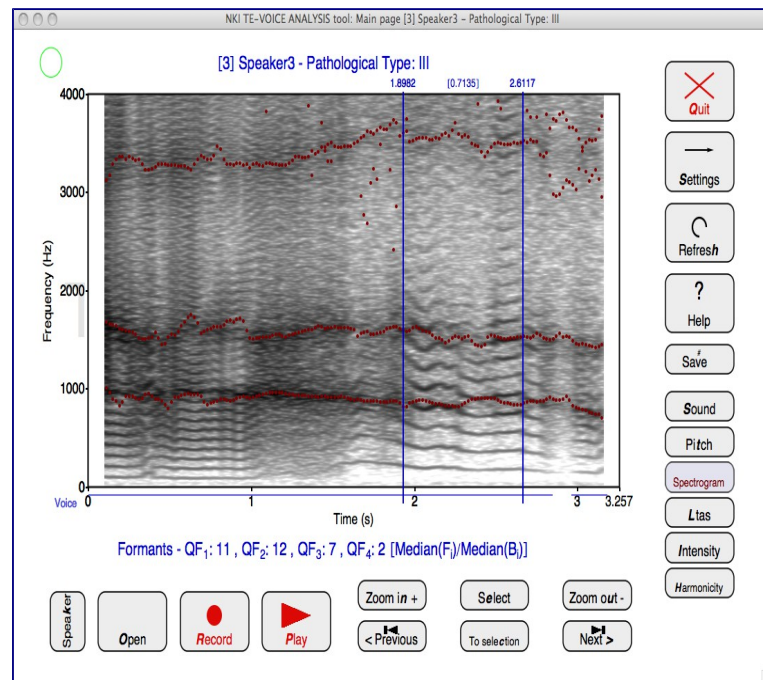 NKI TE-VOICE ANALYSIS tool: Main page [3] Speaker3 - Pathological Type: III
[3] Speaker3 - Pathological Type: III
1.8982 [0.7135] 2.6117
4000
3000
2000
1000
0
Frequency (Hz)
Voice 0 1 2 3 3.257
Time (s)
Formants - QF1: 11 , QF2: 12 , QF3: 7 , QF4: 2 [Median(Fi)/Median(Bi)]
Quit
Settings
Refresh
?
Help
Save
#
Sound
Pitch
Spectrogram
Ltas
Intensity
Harmonicity
Speaker
Open
Record
Play
Zoom in +
Select
Zoom out -
< Previous
To selection
Next >